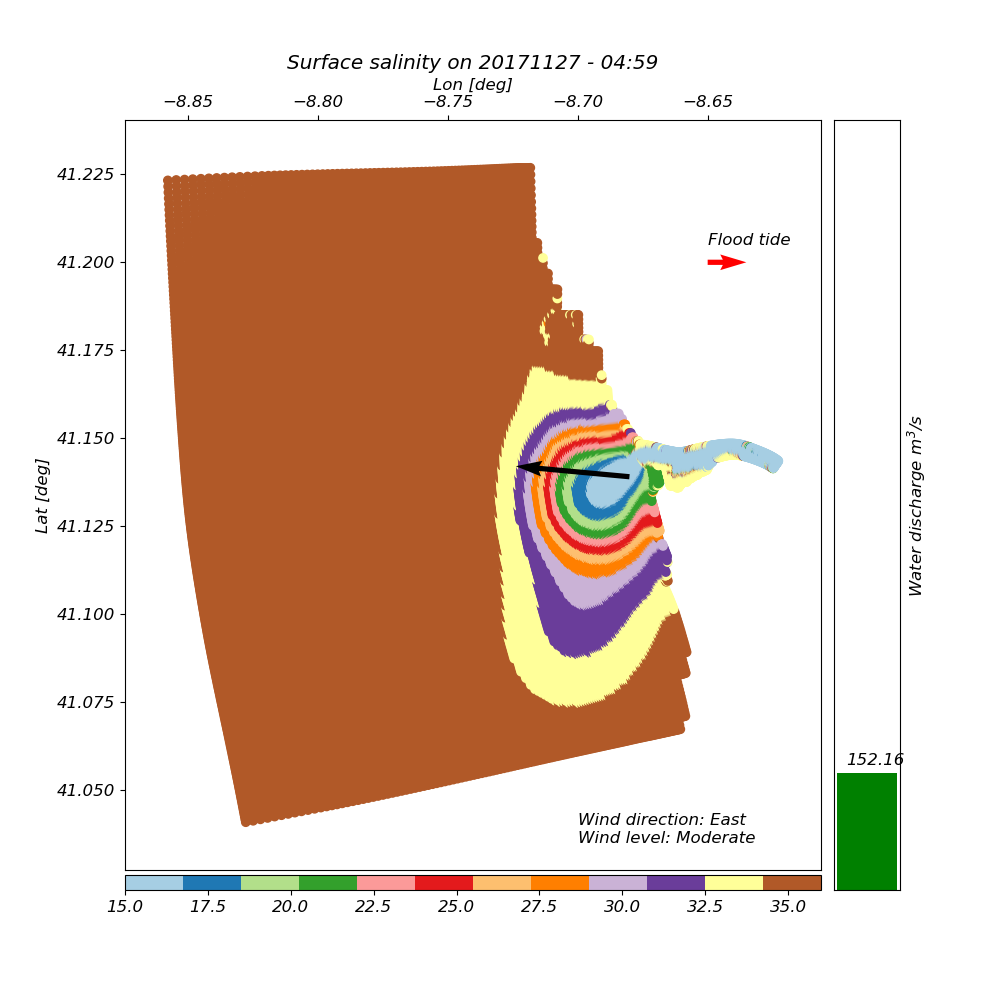 Surface salinity on 20171127 - 04:59
Lon [deg]
−8.85 −8.80 −8.75 −8.70 −8.65
41.225
41.200
41.175
41.150
41.125
41.100
41.075
41.050
Lat [deg]
Flood tide
Wind direction: East
Wind level: Moderate
15.0 17.5 20.0 22.5 25.0 27.5 30.0 32.5 35.0
152.16
Water discharge m³/s